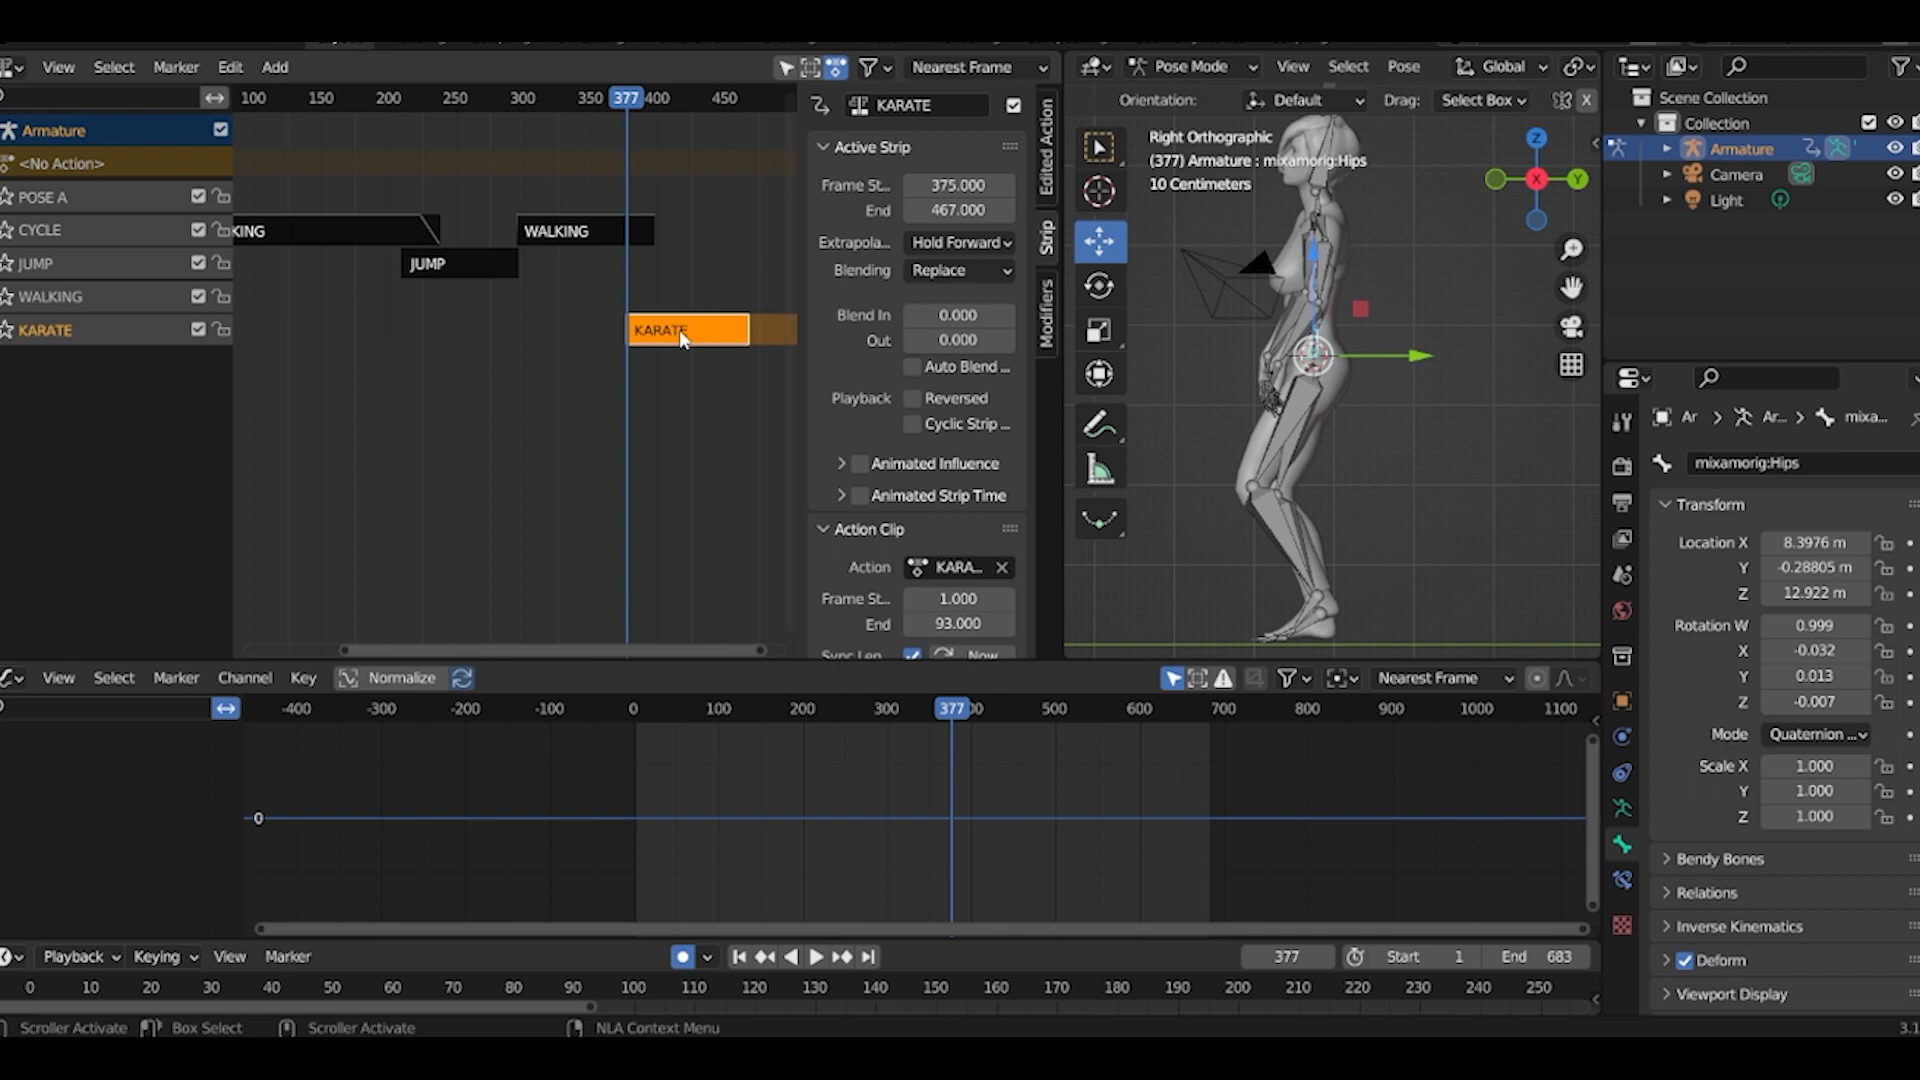 View Select Marker Edit Add
Nearest Frame
100 150 200 250 300 350 377 400 450
Armature
<No Action>
POSE A
CYCLE
JUMP
WALKING
KARATE
KING
WALKING
JUMP
KARATE
KARATE
Active Strip
Frame St... 375.000
End 467.000
Extrapola... Hold Forward
Blending Replace
Blend In 0.000
Out 0.000
Auto Blend ...
Playback Reversed
Cyclic Strip ...
Animated Influence
Animated Strip Time
Action Clip
Action KARA...
Frame St... 1.000
End 93.000
Sync Len... Now
Edited Action
Strip
Modifiers
Pose Mode View Select Pose Global
Orientation: Default Drag: Select Box X
Right Orthographic
(377) Armature : mixamorig:Hips
10 Centimeters
Z
X
Y
Scene Collection
Collection
Armature
Camera
Light
Ar Ar... mixa...
mixamorig:Hips
Transform
Location X 8.3976 m
Y -0.28805 m
Z 12.922 m
Rotation W 0.999
X -0.032
Y 0.013
Z -0.007
Mode Quaternion ...
Scale X 1.000
Y 1.000
Z 1.000
Bendy Bones
Relations
Inverse Kinematics
Deform
Viewport Display
View Select Marker Channel Key Normalize
Nearest Frame
-400 -300 -200 -100 0 100 200 300 377 500 600 700 800 900 1000 1100
0
Playback Keying View Marker
377 Start 1 End 683
0 10 20 30 40 50 60 70 80 90 100 110 120 130 140 150 160 170 180 190 200 210 220 230 240 250
Scroller Activate Box Select Scroller Activate NLA Context Menu
3.1